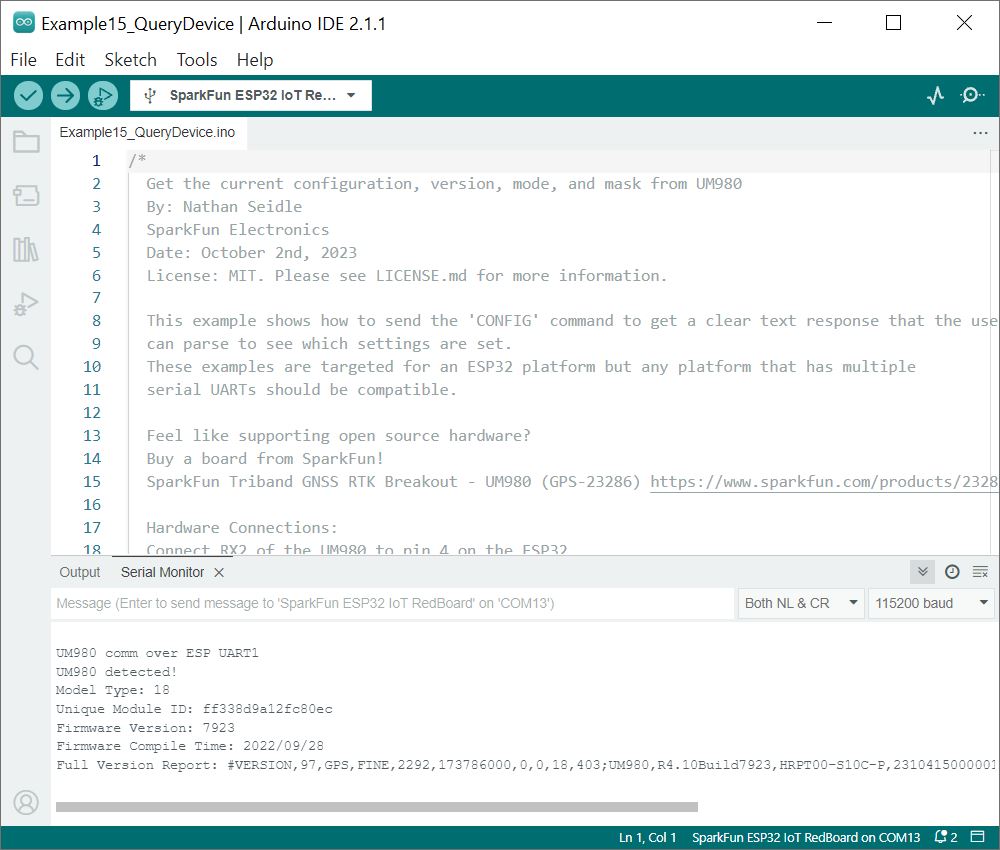 Example15_QueryDevice | Arduino IDE 2.1.1
File Edit Sketch Tools Help
SparkFun ESP32 IoT Re...
Example15_QueryDevice.ino
1 /*
2 Get the current configuration, version, mode, and mask from UM980
3 By: Nathan Seidle
4 SparkFun Electronics
5 Date: October 2nd, 2023
6 License: MIT. Please see LICENSE.md for more information.
7
8 This example shows how to send the 'CONFIG' command to get a clear text response that the use
9 can parse to see which settings are set.
10 These examples are targeted for an ESP32 platform but any platform that has multiple
11 serial UARTs should be compatible.
12
13 Feel like supporting open source hardware?
14 Buy a board from SparkFun!
15 SparkFun Triband GNSS RTK Breakout - UM980 (GPS-23286) https://www.sparkfun.com/products/2328
16
17 Hardware Connections:
18 Connect RX2 of the UM980 to pin 4 on the ESP32
Output Serial Monitor
Message (Enter to send message to 'SparkFun ESP32 IoT RedBoard' on 'COM13') Both NL & CR 115200 baud
UM980 comm over ESP UART1
UM980 detected!
Model Type: 18
Unique Module ID: ff338d9a12fc80ec
Firmware Version: 7923
Firmware Compile Time: 2022/09/28
Full Version Report: #VERSION,97,GPS,FINE,2292,173786000,0,0,18,403;UM980,R4.10Build7923,HRPT00-S10C-P,2310415000001
Ln 1, Col 1 SparkFun ESP32 IoT RedBoard on COM13 2